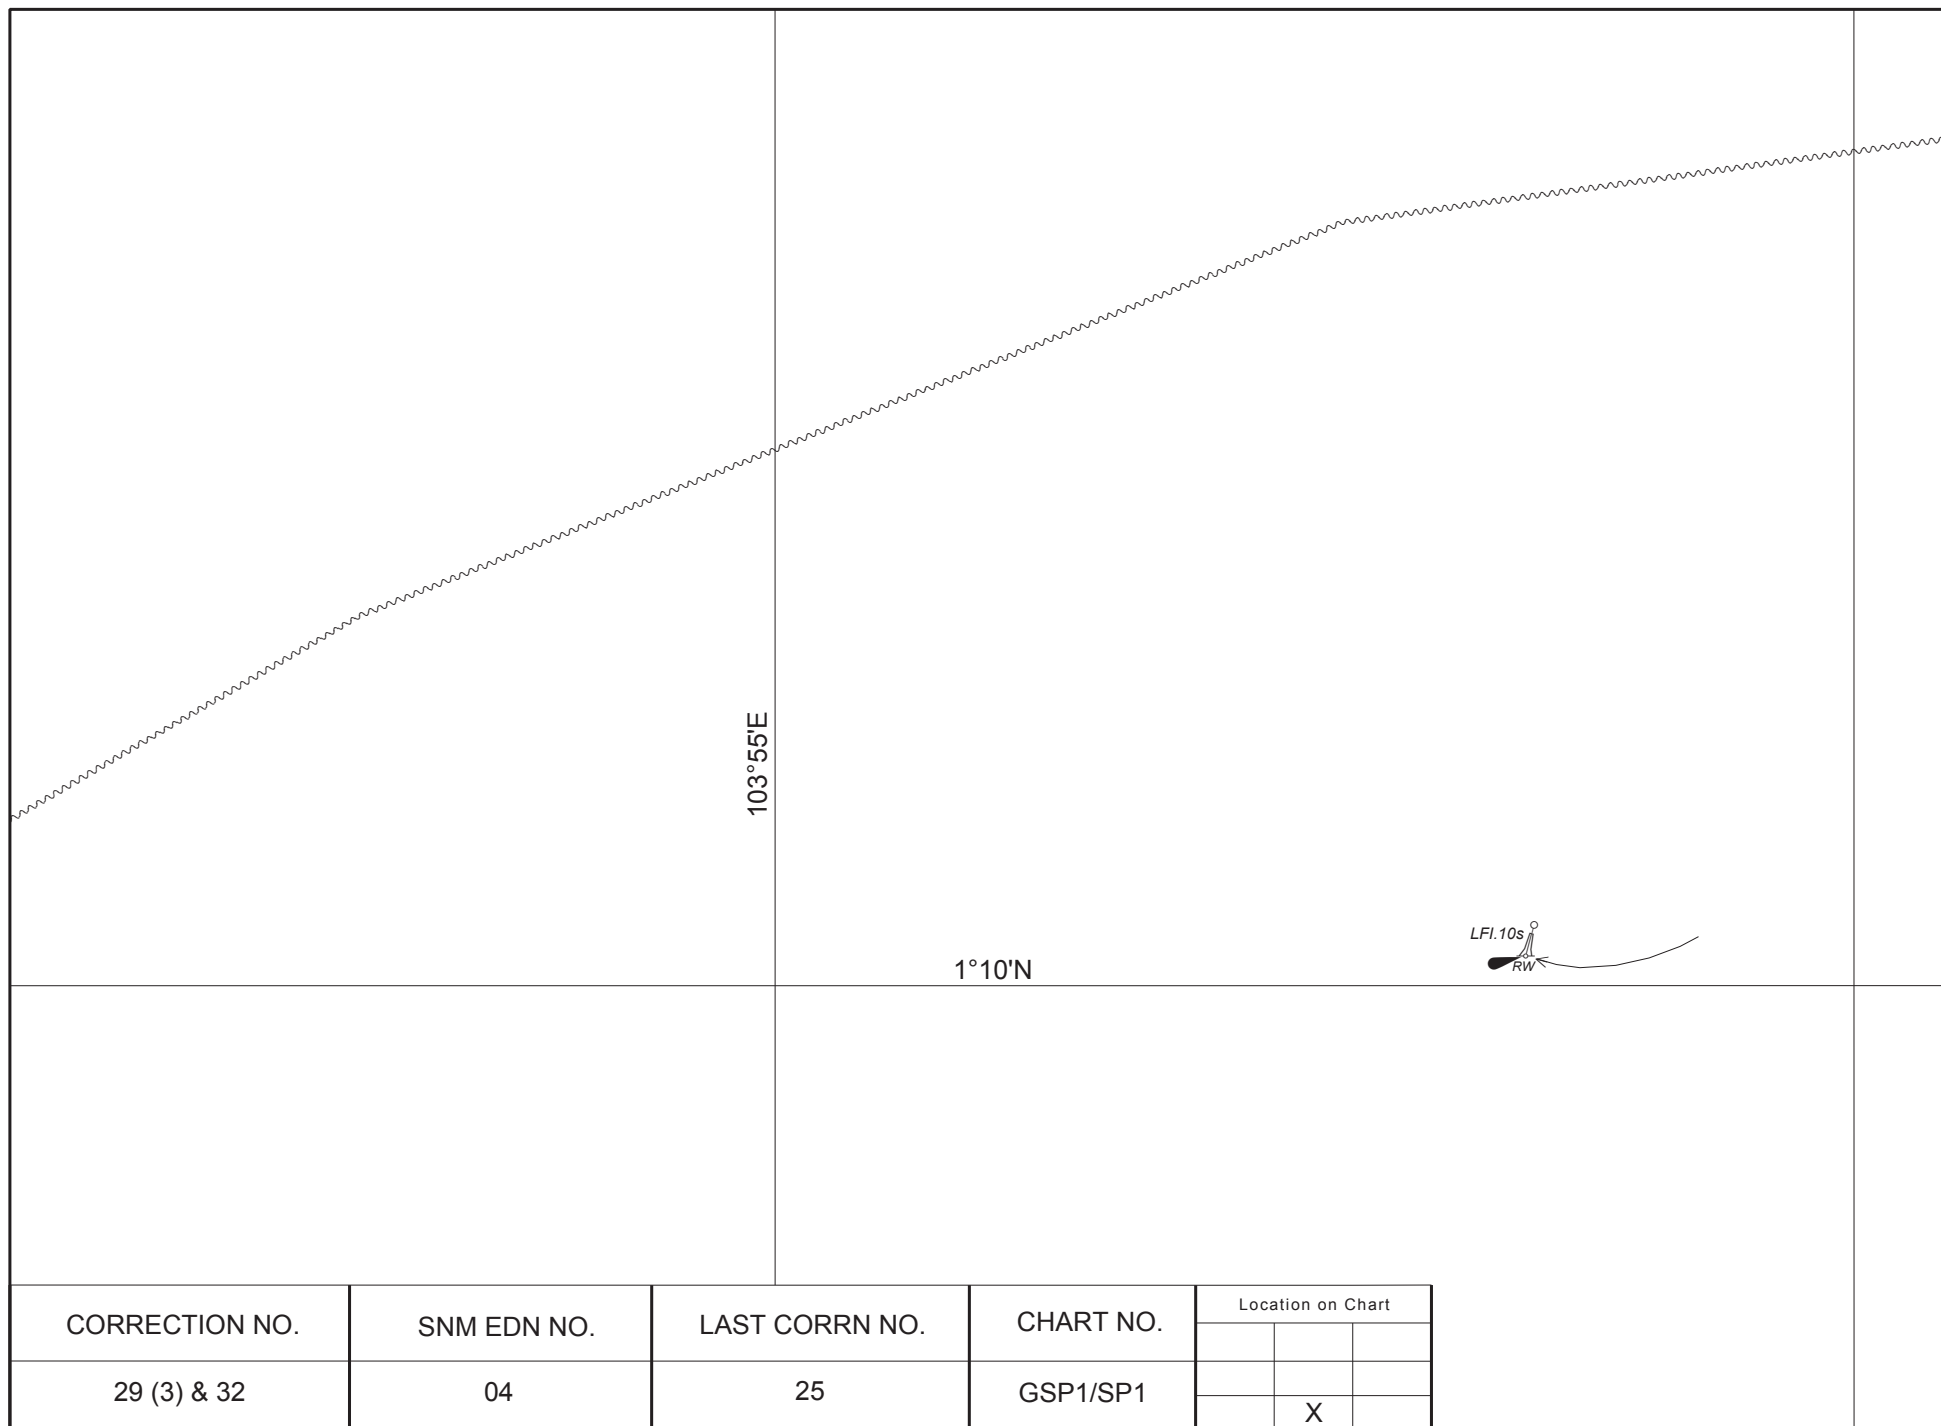 103°55'E
LFl.10s
RW
1°10'N
CORRECTION NO. SNM EDN NO. LAST CORRN NO. CHART NO. Location on Chart
29 (3) & 32 04 25 GSP1/SP1
X